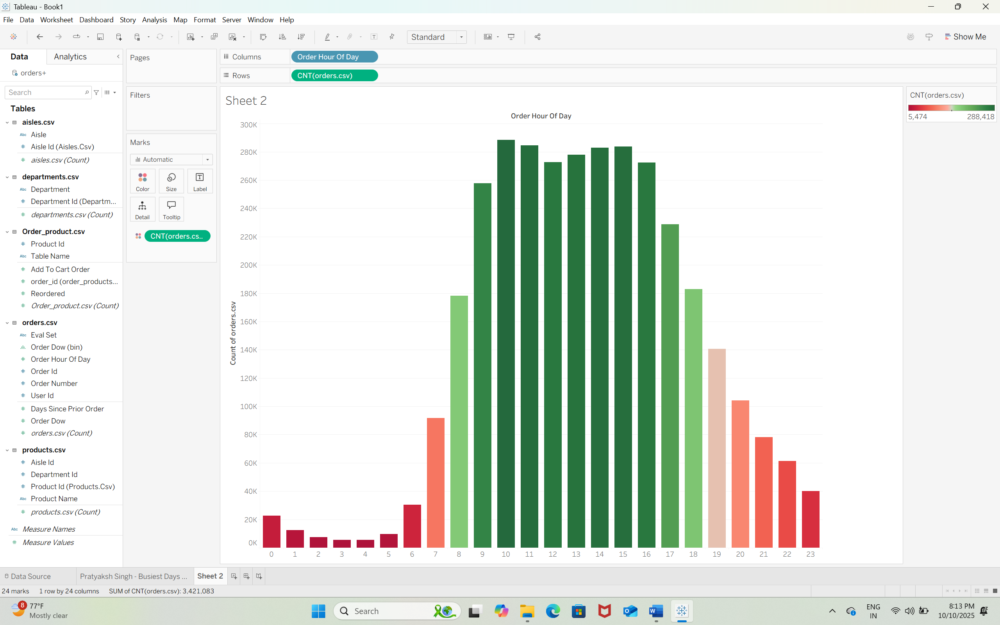 Tableau - Book1
File Data Worksheet Dashboard Story Analysis Map Format Server Window Help
Standard
Show Me
Data
Analytics
orders+
Search
Tables
aisles.csv
Abc Aisle
# Aisle Id (Aisles.Csv)
# aisles.csv (Count)
departments.csv
Abc Department
# Department Id (Departm...
# departments.csv (Count)
Order_product.csv
# Product Id
Abc Table Name
# Add To Cart Order
# order_id (order_products...
# Reordered
# Order_product.csv (Count)
orders.csv
Abc Eval Set
Order Dow (bin)
# Order Hour Of Day
# Order Id
# Order Number
# User Id
# Days Since Prior Order
# Order Dow
# orders.csv (Count)
products.csv
# Aisle Id
# Department Id
# Product Id (Products.Csv)
Abc Product Name
# products.csv (Count)
Abc Measure Names
# Measure Values
Pages
Filters
Marks
Automatic
Color
Size
Label
Detail
Tooltip
CNT(orders.cs..
Columns
Order Hour Of Day
Rows
CNT(orders.csv)
Sheet 2
Order Hour Of Day
300K
280K
260K
240K
220K
200K
180K
160K
140K
120K
100K
80K
60K
40K
20K
0K
Count of orders.csv
0 1 2 3 4 5 6 7 8 9 10 11 12 13 14 15 16 17 18 19 20 21 22 23
CNT(orders.csv)
5,474 288,418
Data Source
Pratyaksh Singh - Busiest Days ...
Sheet 2
24 marks 1 row by 24 columns SUM of CNT(orders.csv): 3,421,083
8
77°F
Mostly clear
Search
ENG
IN
8:13 PM
10/10/2025